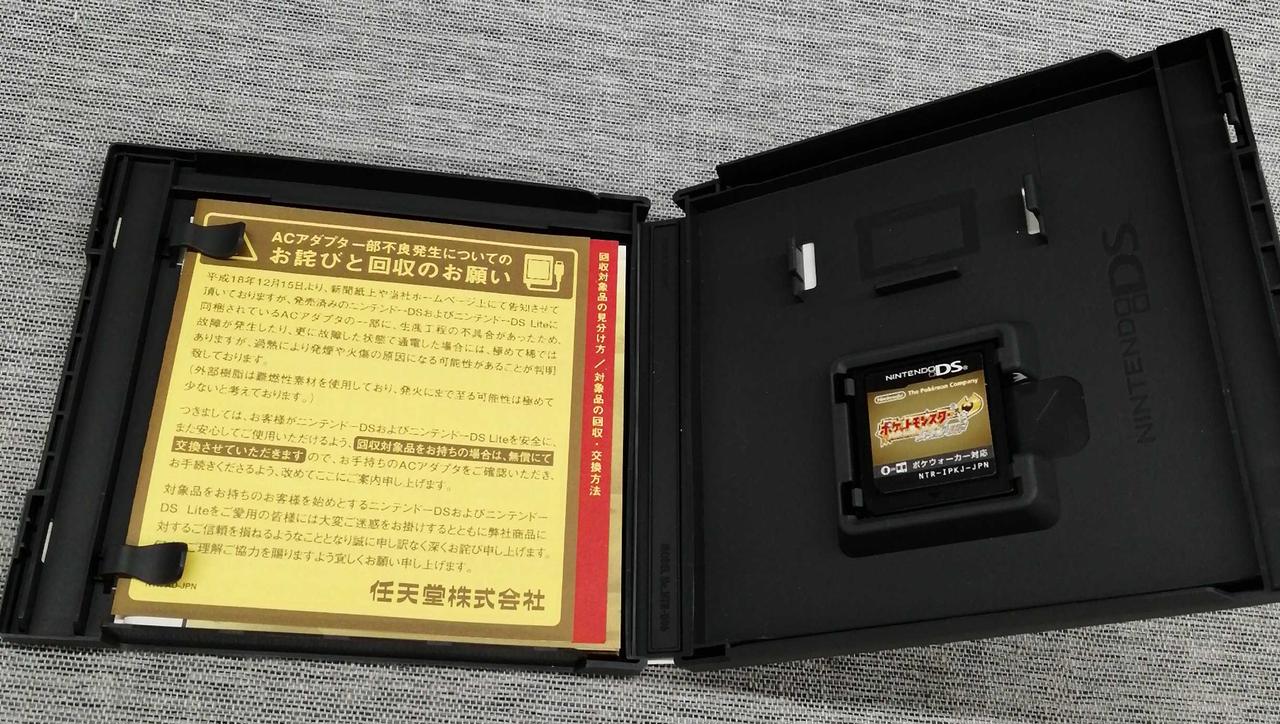 ACアダプター部不良発生についての
お詫びと回収のお願い
平成18年12月15日より、新聞紙上や当社ホームページ上にて告知させて
頂いておりますが、発売済みのニンテンドーDSおよびニンテンドーDS Liteに
同梱されているACアダプタの一部に、生産工程の不具合があったため、
故障が発生したり、更に故障した状態で通電した場合には、極めて稀では
ありますが、過熱により発煙や火傷の原因になる可能性があることが判明
致しております。
(外部樹脂は難燃性素材を使用しており、発火にまで至る可能性は極めて
少ないと考えております。)
つきましては、お客様がニンテンドーDSおよびニンテンドーDS Liteを安全に、
また安心してご使用いただけるよう、回収対象品をお持ちの場合は、無償にて
交換させていただきますので、お手持ちのACアダプタをご確認いただき、
お手続きくださるよう、改めてここにご案内申し上げます。
対象品をお持ちのお客様を始めとするニンテンドーDSおよびニンテンドー
DS Liteをご愛用の皆様には大変ご迷惑をお掛けするとともに弊社商品に
対するご信頼を損ねるようなこととなり誠に申し訳なく深くお詫び申し上げます。
ご理解ご協力を賜りますよう宜しくお願い申し上げます。
-JPN
任天堂株式会社
回収対象品の見分け方/対象品の回収・交換方法
NINTENDO DS
NINTENDO DS
Nintendo The Pokémon Company
ポケットモンスター
ポケウォーカー対応
NTR-IPKJ-JPN